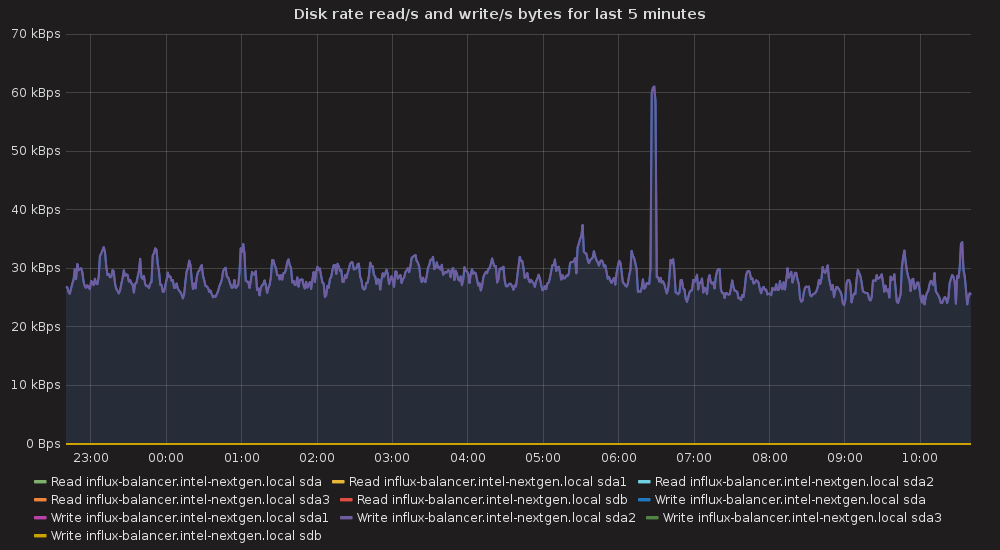 Disk rate read/s and write/s bytes for last 5 minutes
70 kBps
60 kBps
50 kBps
40 kBps
30 kBps
20 kBps
10 kBps
0 Bps
23:00 00:00 01:00 02:00 03:00 04:00 05:00 06:00 07:00 08:00 09:00 10:00
Read influx-balancer.intel-nextgen.local sda Read influx-balancer.intel-nextgen.local sda1 Read influx-balancer.intel-nextgen.local sda2
Read influx-balancer.intel-nextgen.local sda3 Read influx-balancer.intel-nextgen.local sdb Write influx-balancer.intel-nextgen.local sda
Write influx-balancer.intel-nextgen.local sda1 Write influx-balancer.intel-nextgen.local sda2 Write influx-balancer.intel-nextgen.local sda3
Write influx-balancer.intel-nextgen.local sdb